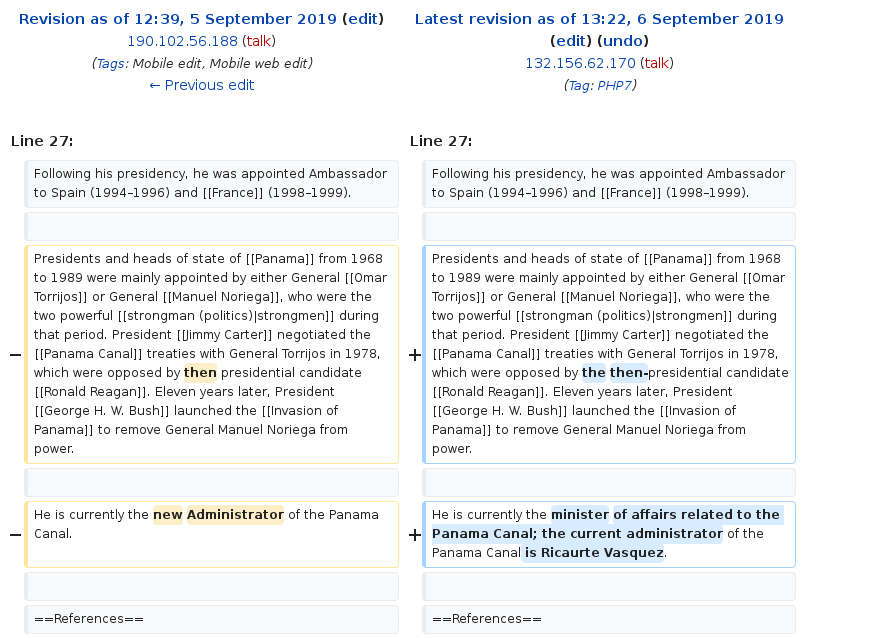 Revision as of 12:39, 5 September 2019 (edit)
190.102.56.188 (talk)
(Tags: Mobile edit, Mobile web edit)
← Previous edit
Latest revision as of 13:22, 6 September 2019
(edit) (undo)
132.156.62.170 (talk)
(Tag: PHP7)
Line 27:
Following his presidency, he was appointed Ambassador
to Spain (1994–1996) and [[France]] (1998–1999).
− Presidents and heads of state of [[Panama]] from 1968
to 1989 were mainly appointed by either General [[Omar
Torrijos]] or General [[Manuel Noriega]], who were the
two powerful [[strongman (politics)|strongmen]] during
that period. President [[Jimmy Carter]] negotiated the
[[Panama Canal]] treaties with General Torrijos in 1978,
which were opposed by then presidential candidate
[[Ronald Reagan]]. Eleven years later, President
[[George H. W. Bush]] launched the [[Invasion of
Panama]] to remove General Manuel Noriega from
power.
− He is currently the new Administrator of the Panama
Canal.
==References==
Line 27:
Following his presidency, he was appointed Ambassador
to Spain (1994–1996) and [[France]] (1998–1999).
+ Presidents and heads of state of [[Panama]] from 1968
to 1989 were mainly appointed by either General [[Omar
Torrijos]] or General [[Manuel Noriega]], who were the
two powerful [[strongman (politics)|strongmen]] during
that period. President [[Jimmy Carter]] negotiated the
[[Panama Canal]] treaties with General Torrijos in 1978,
which were opposed by the then-presidential candidate
[[Ronald Reagan]]. Eleven years later, President
[[George H. W. Bush]] launched the [[Invasion of
Panama]] to remove General Manuel Noriega from
power.
+ He is currently the minister of affairs related to the
Panama Canal; the current administrator of the
Panama Canal is Ricaurte Vasquez.
==References==